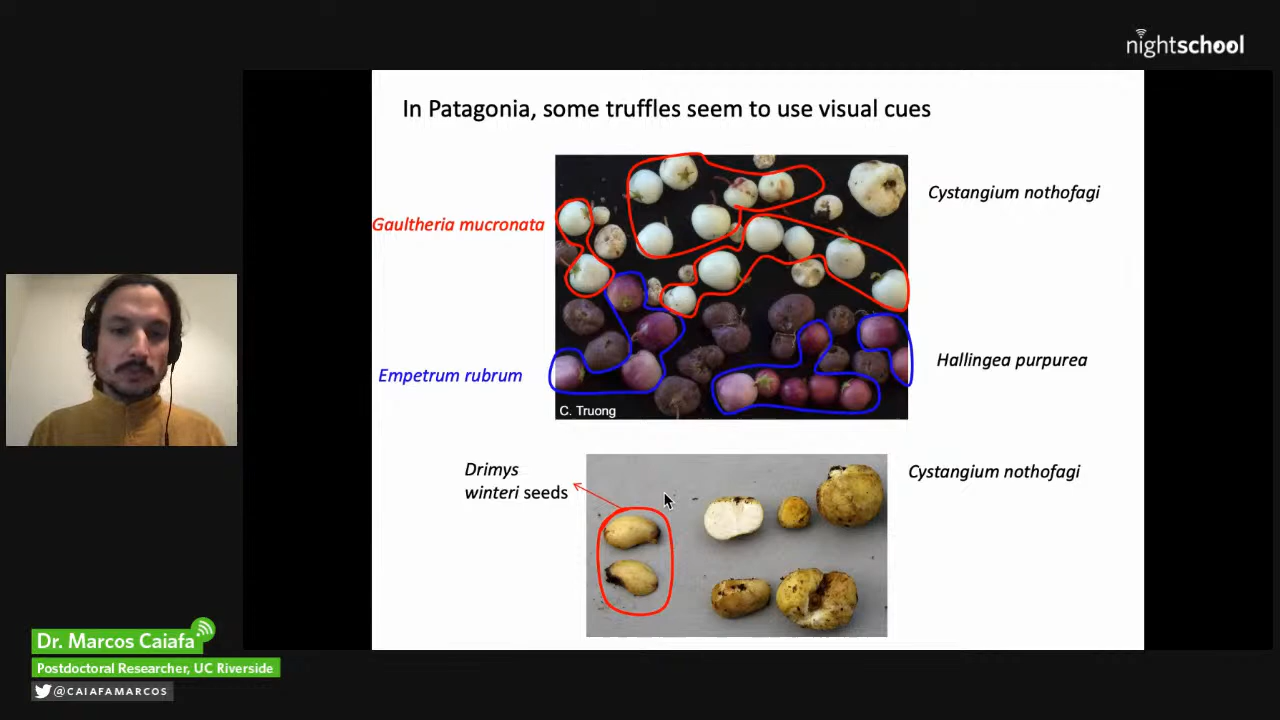 nightschool
In Patagonia, some truffles seem to use visual cues
Cystangium nothofagi
Gaultheria mucronata
Hallingea purpurea
Empetrum rubrum
C. Truong
Drimys
winteri seeds
Cystangium nothofagi
Dr. Marcos Caiafa
Postdoctoral Researcher, UC Riverside
@CAIAFAMARCOS